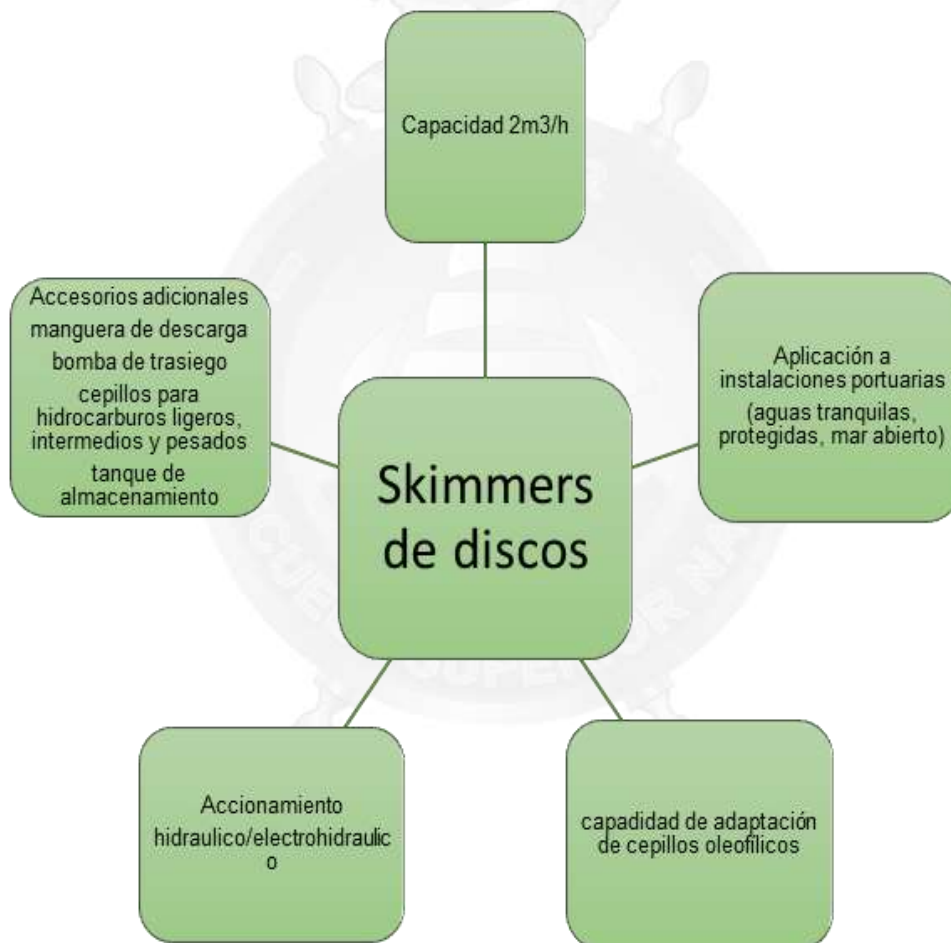 Capacidad 2m3/h
Accesorios adicionales
manguera de descarga
bomba de trasiego
cepillos para
hidrocarburos ligeros,
intermedios y pesados
tanque de
almacenamiento
Aplicación a
instalaciones portuarias
(aguas tranquilas,
protegidas, mar abierto)
Skimmers
de discos
Accionamiento
hidraulico/electrohidraulic
o
capadidad de adaptación
de cepillos oleofílicos